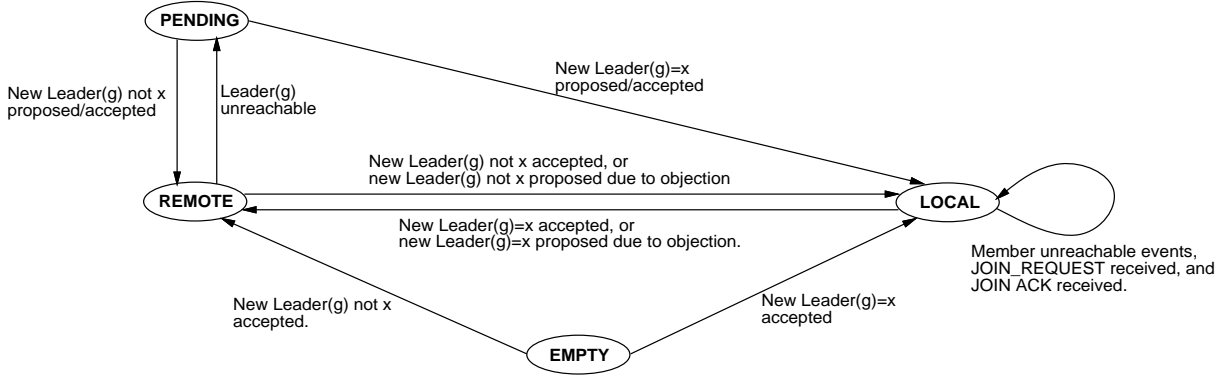 PENDING
New Leader(g)=x
proposed/accepted
New Leader(g) not x
proposed/accepted
Leader(g)
unreachable
New Leader(g) not x accepted, or
new Leader(g) not x proposed due to objection
REMOTE
LOCAL
New Leader(g)=x accepted, or
new Leader(g)=x proposed due to objection.
Member unreachable events,
JOIN_REQUEST received, and
JOIN ACK received.
New Leader(g) not x
accepted.
New Leader(g)=x
accepted
EMPTY